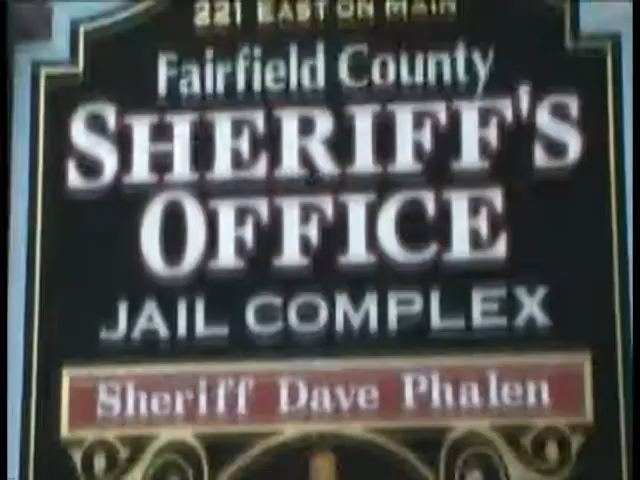 221 EAST ON MAIN
Fairfield County
SHERIFF'S
OFFICE
JAIL COMPLEX
Sheriff Dave Phalen